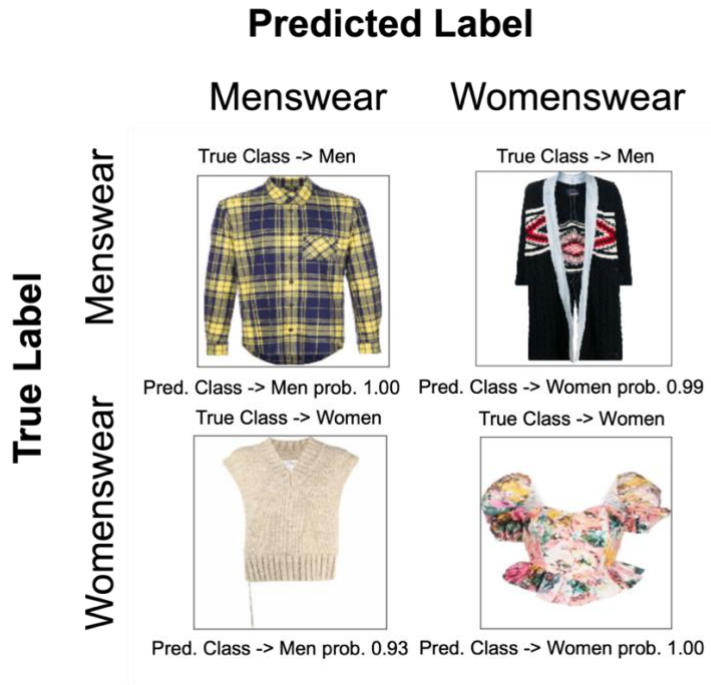 Predicted Label
Menswear
Womenswear
True Label
Menswear
Womenswear
True Class -> Men
True Class -> Men
Pred. Class -> Men prob. 1.00
Pred. Class -> Women prob. 0.99
True Class -> Women
True Class -> Women
Pred. Class -> Men prob. 0.93
Pred. Class -> Women prob. 1.00